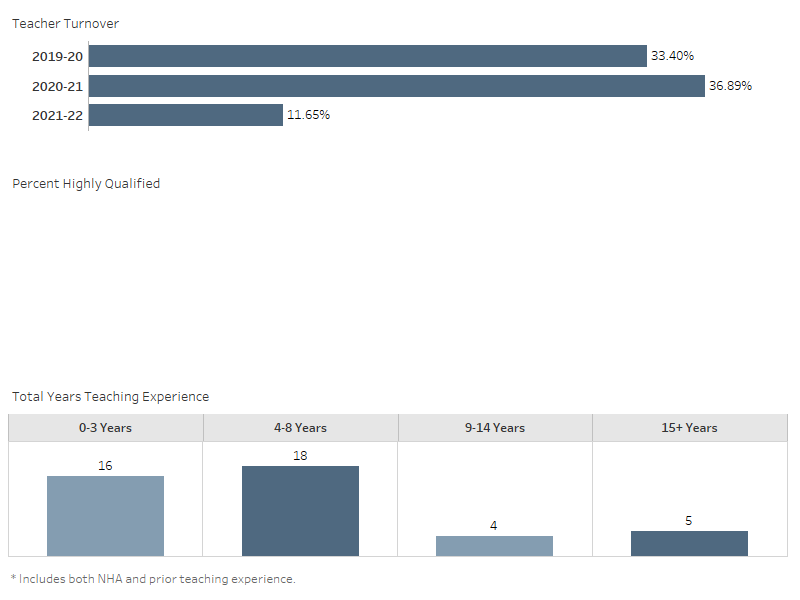 Teacher Turnover
2019-20 33.40%
2020-21 36.89%
2021-22 11.65%
Percent Highly Qualified
Total Years Teaching Experience
0-3 Years 4-8 Years 9-14 Years 15+ Years
16 18 4 5
* Includes both NHA and prior teaching experience.